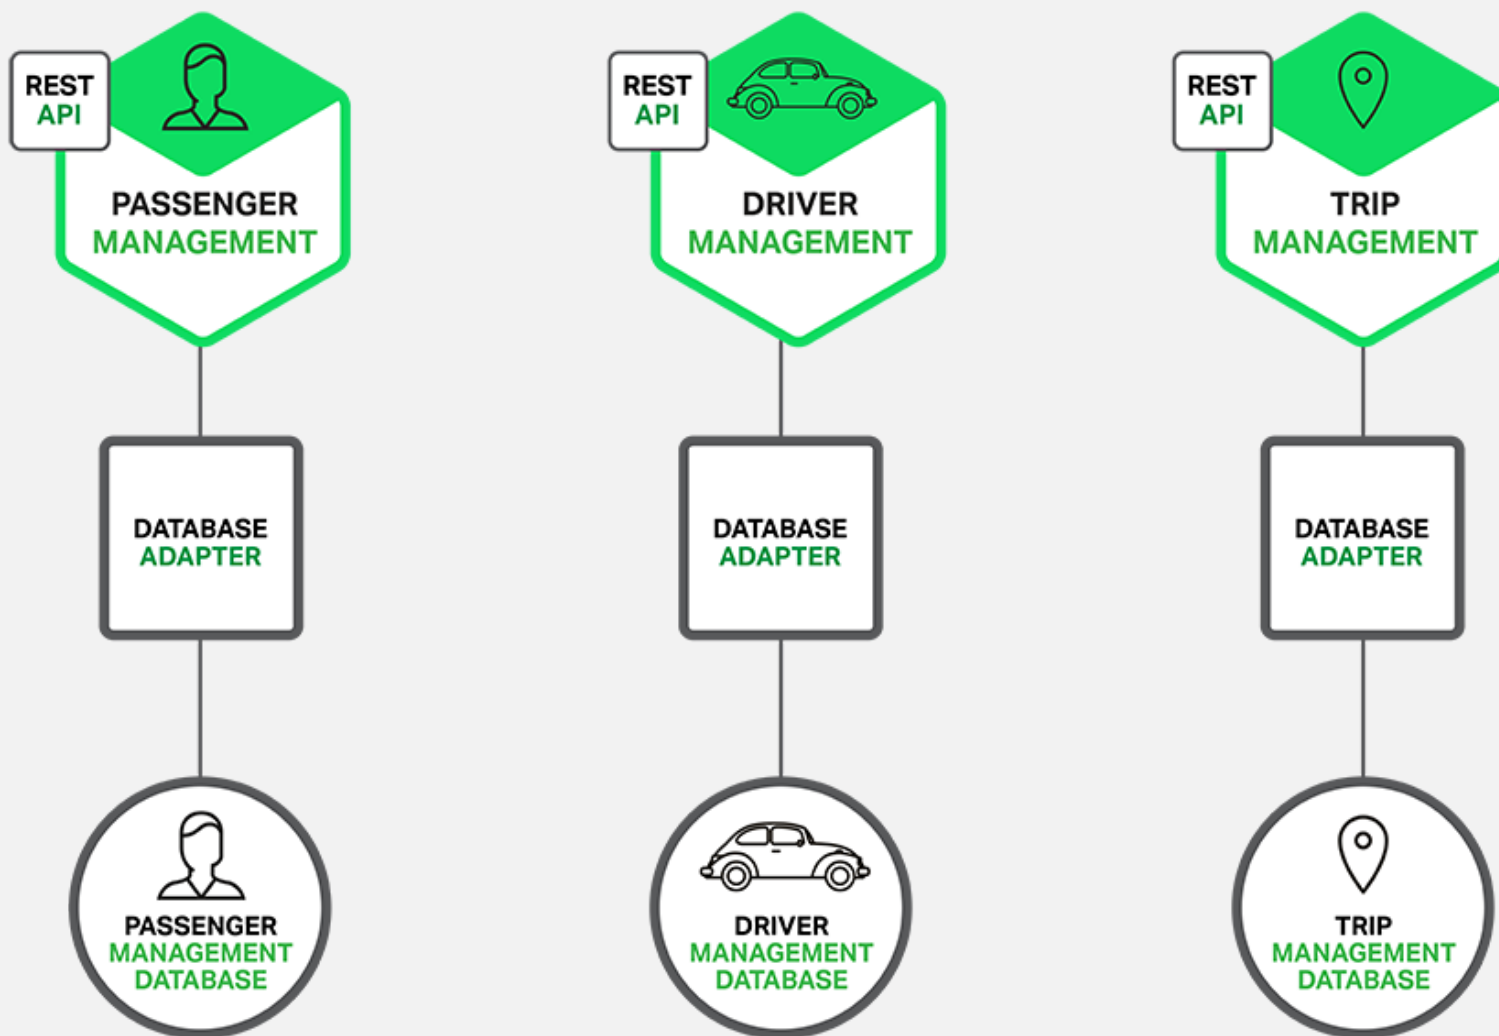 REST
API
PASSENGER
MANAGEMENT
REST
API
DRIVER
MANAGEMENT
REST
API
TRIP
MANAGEMENT
DATABASE
ADAPTER
DATABASE
ADAPTER
DATABASE
ADAPTER
PASSENGER
MANAGEMENT
DATABASE
DRIVER
MANAGEMENT
DATABASE
TRIP
MANAGEMENT
DATABASE